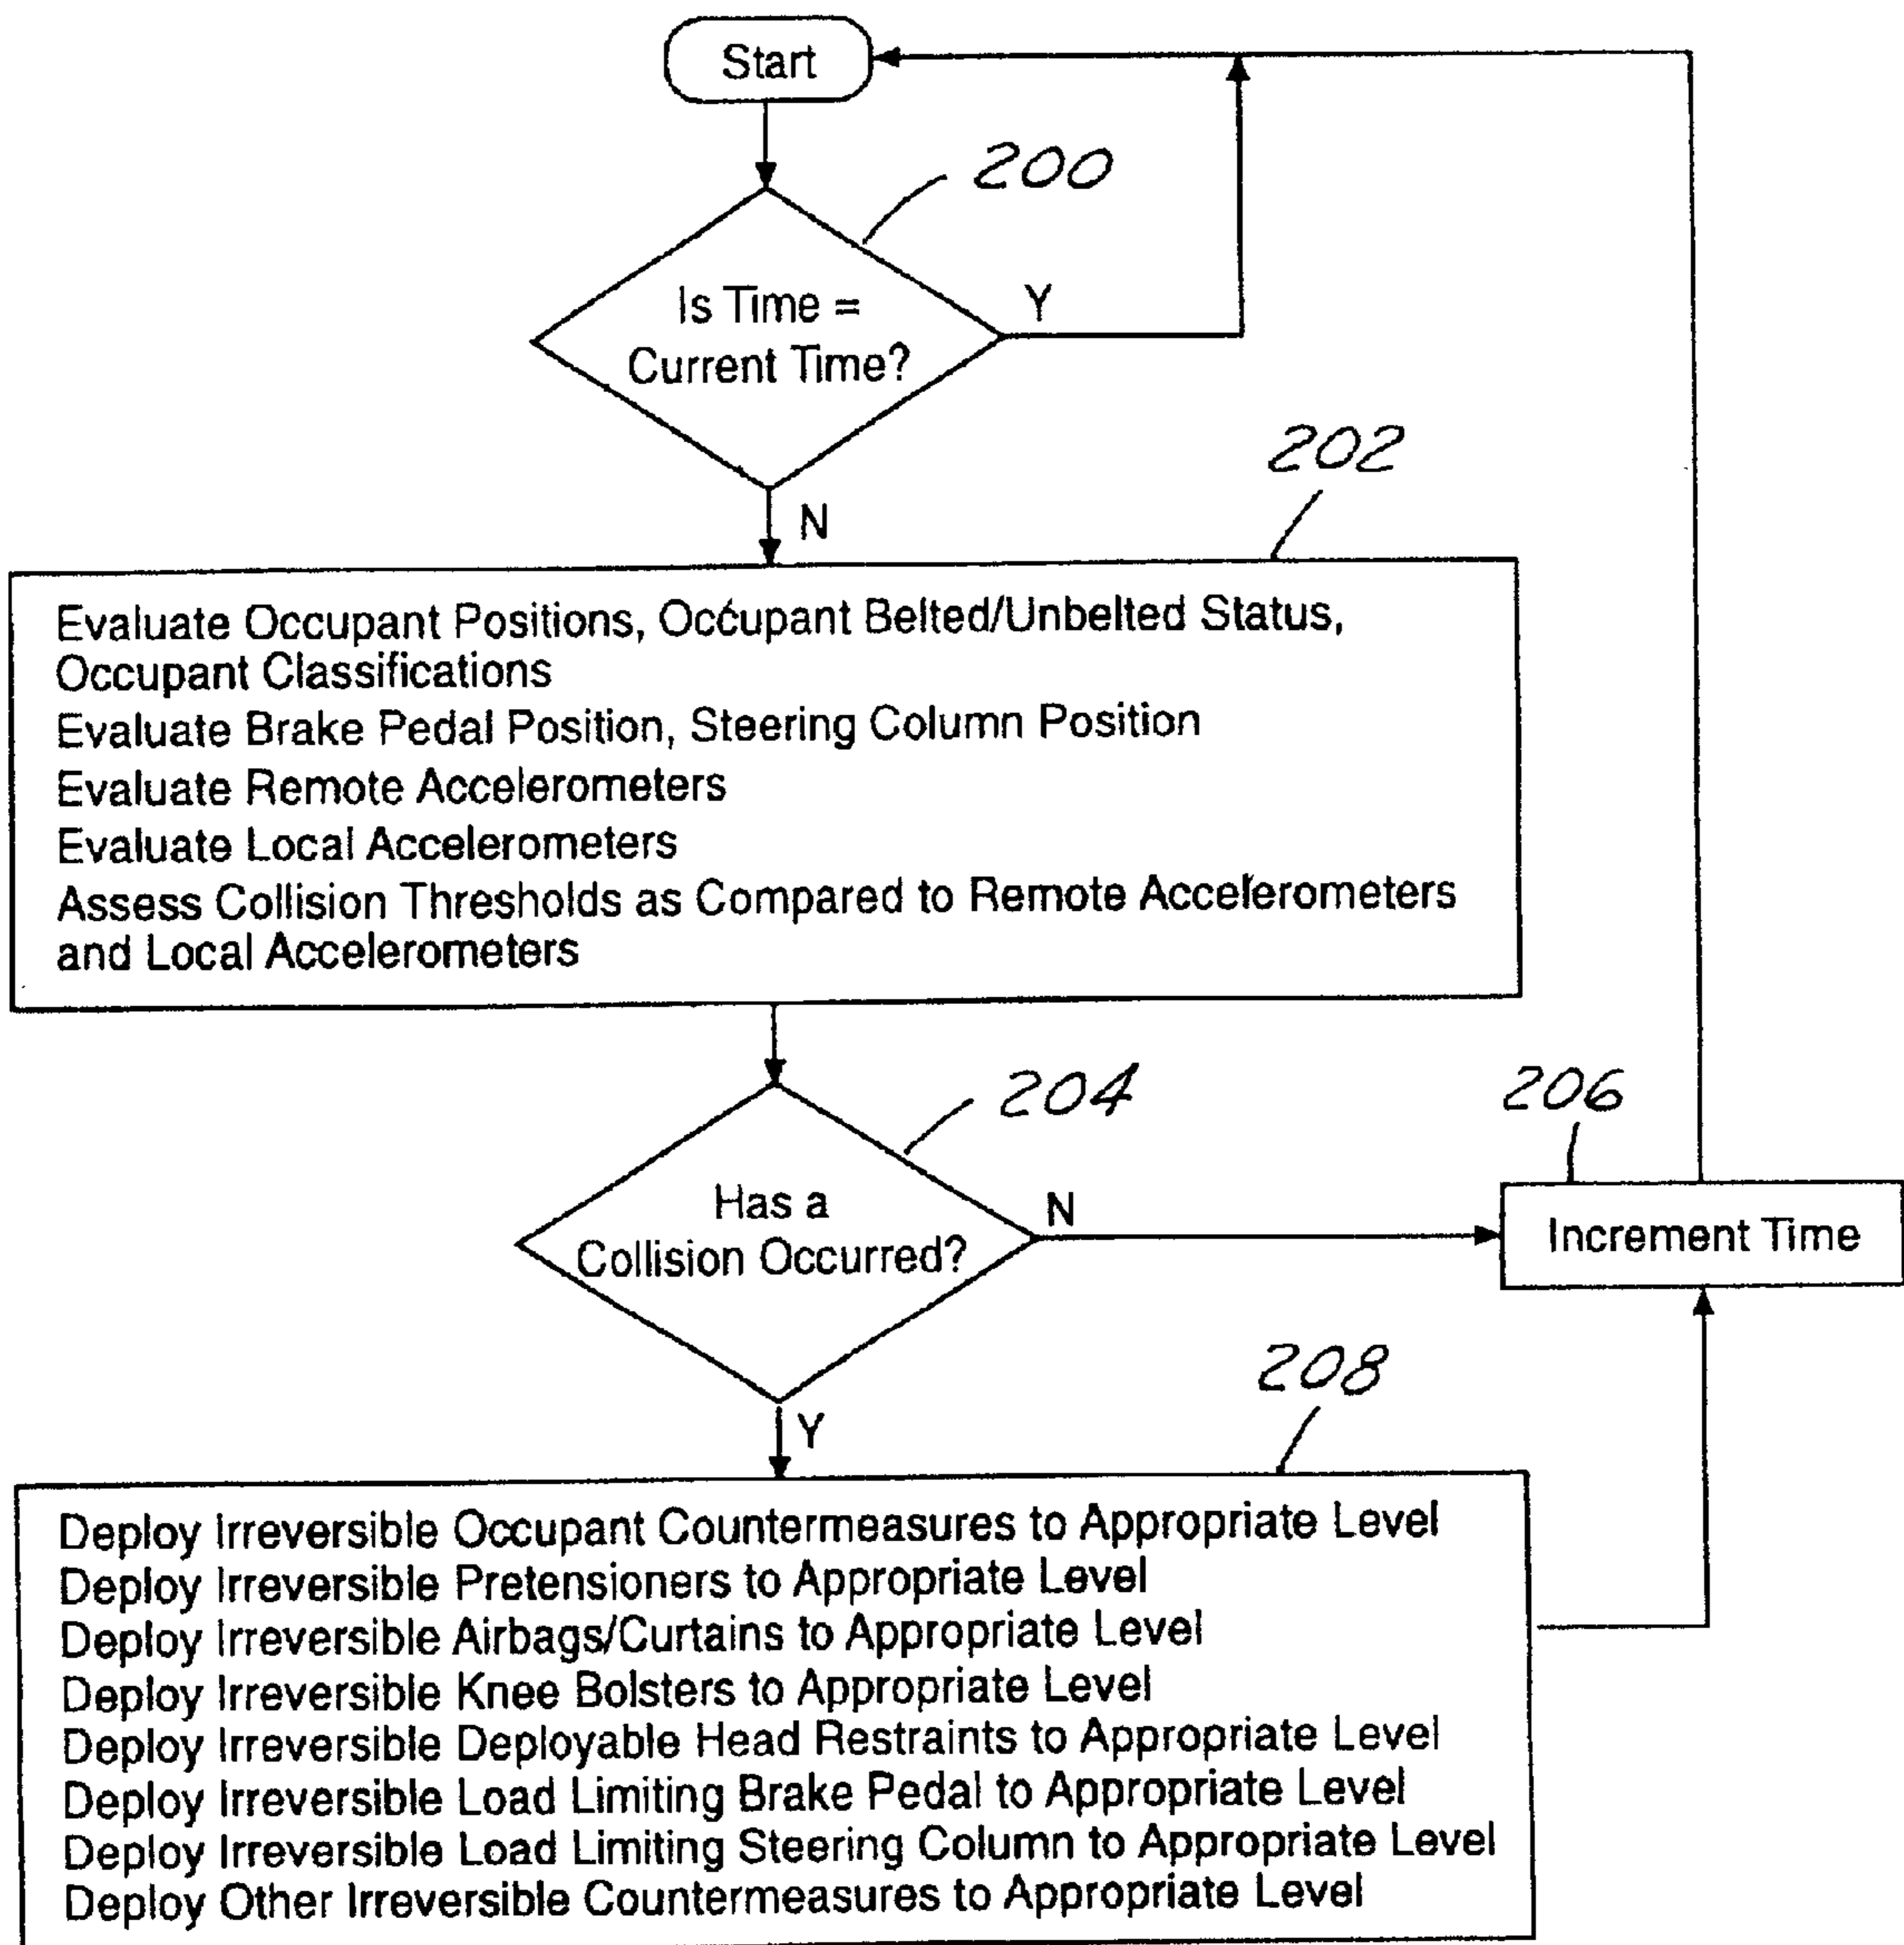 Start
200
Is Time =
Current Time?
Y
N
202
Evaluate Occupant Positions, Occupant Belted/Unbelted Status,
Occupant Classifications
Evaluate Brake Pedal Position, Steering Column Position
Evaluate Remote Accelerometers
Evaluate Local Accelerometers
Assess Collision Thresholds as Compared to Remote Accelerometers
and Local Accelerometers
204
Has a
Collision Occurred?
N
206
Increment Time
Y
208
Deploy Irreversible Occupant Countermeasures to Appropriate Level
Deploy Irreversible Pretensioners to Appropriate Level
Deploy Irreversible Airbags/Curtains to Appropriate Level
Deploy Irreversible Knee Bolsters to Appropriate Level
Deploy Irreversible Deployable Head Restraints to Appropriate Level
Deploy Irreversible Load Limiting Brake Pedal to Appropriate Level
Deploy Irreversible Load Limiting Steering Column to Appropriate Level
Deploy Other Irreversible Countermeasures to Appropriate Level